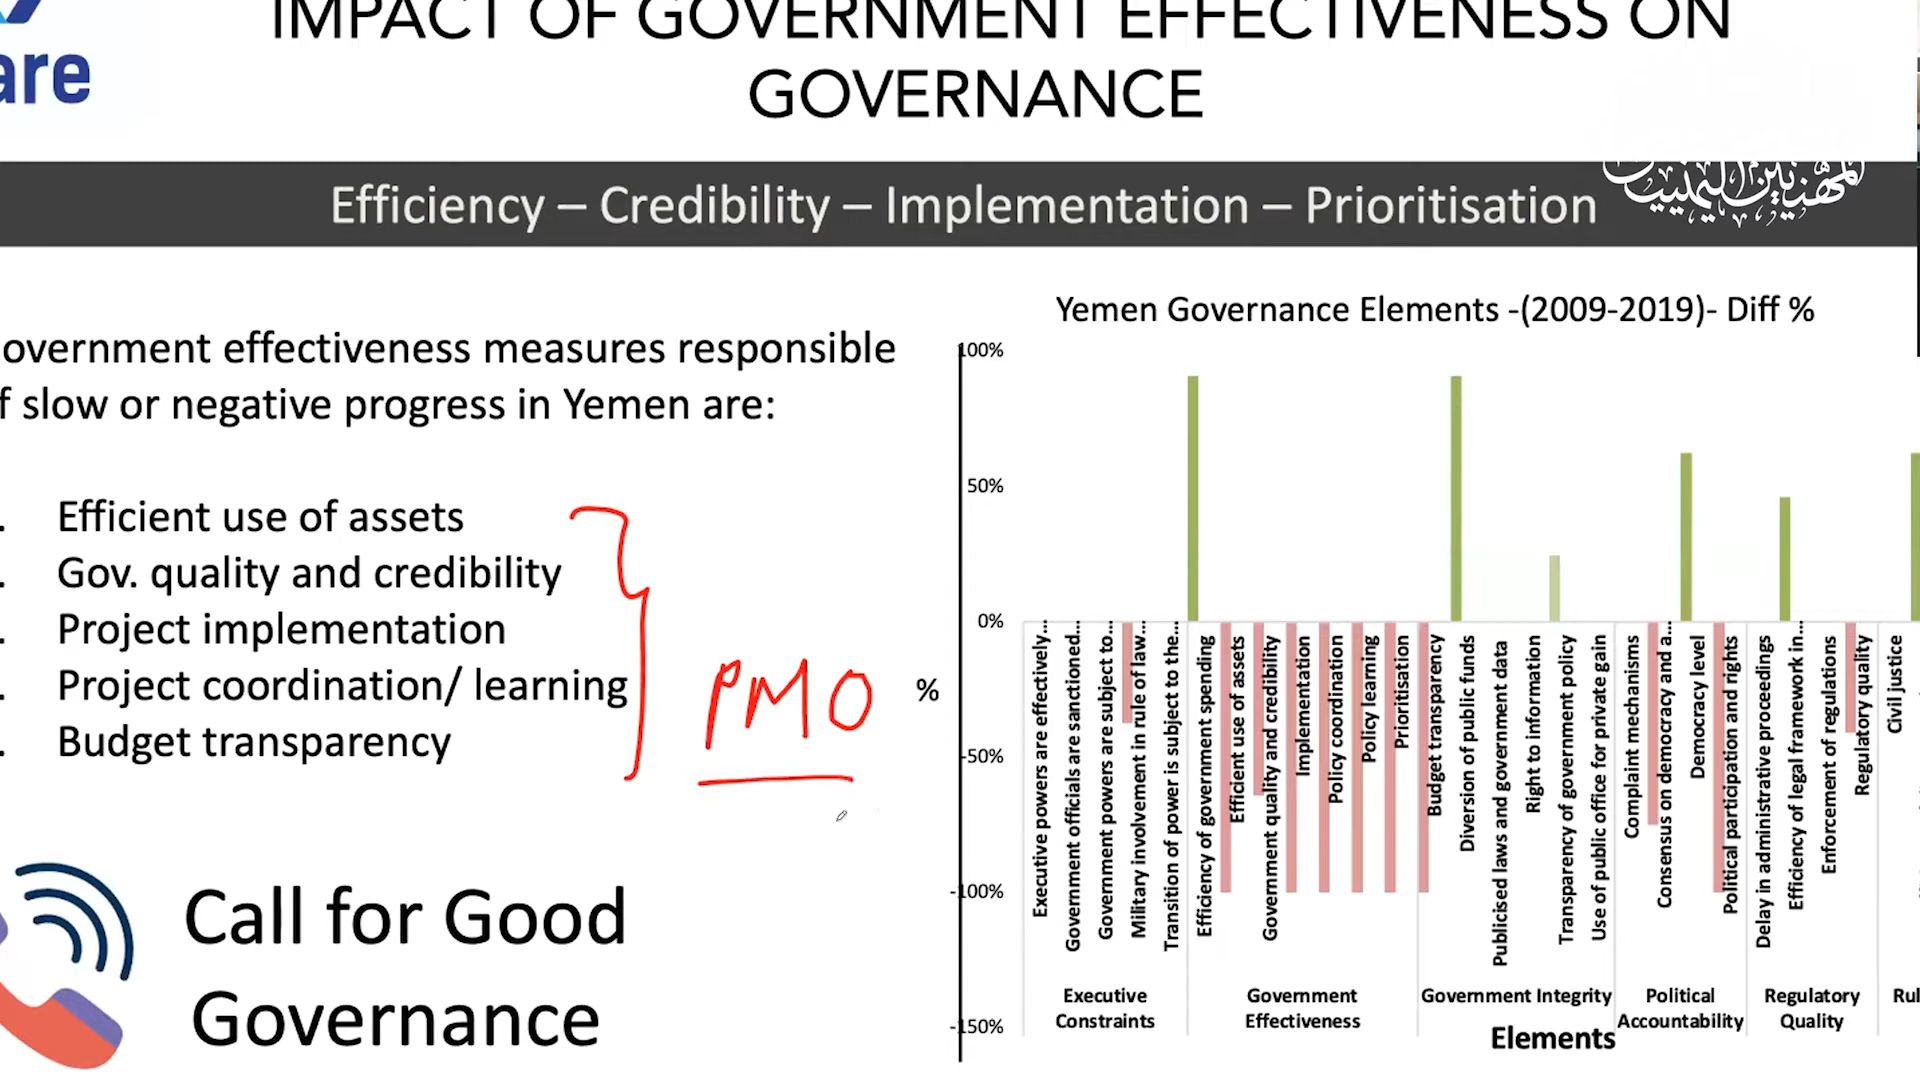 IMPACT OF GOVERNMENT EFFECTIVENESS ON
GOVERNANCE
are
Efficiency – Credibility – Implementation – Prioritisation
المهنيين اليمنيين
overnment effectiveness measures responsible
f slow or negative progress in Yemen are:
. Efficient use of assets
. Gov. quality and credibility
. Project implementation
. Project coordination/ learning
. Budget transparency
PMO
Call for Good
Governance
Yemen Governance Elements -(2009-2019)- Diff %
100%
50%
0%
-50%
-100%
-150%
%
Executive powers are effectively...
Government officials are sanctioned...
Government powers are subject to...
Military involvement in rule of law...
Transition of power is subject to the...
Efficiency of government spending
Efficient use of assets
Government quality and credibility
Implementation
Policy coordination
Policy learning
Prioritisation
Budget transparency
Diversion of public funds
Publicised laws and government data
Right to information
Transparency of government policy
Use of public office for private gain
Complaint mechanisms
Consensus on democracy and a...
Democracy level
Political participation and rights
Delay in administrative proceedings
Efficiency of legal framework in...
Enforcement of regulations
Regulatory quality
Civil justice
Executive
Constraints
Government
Effectiveness
Government Integrity
Political
Accountability
Regulatory
Quality
Rul
Elements